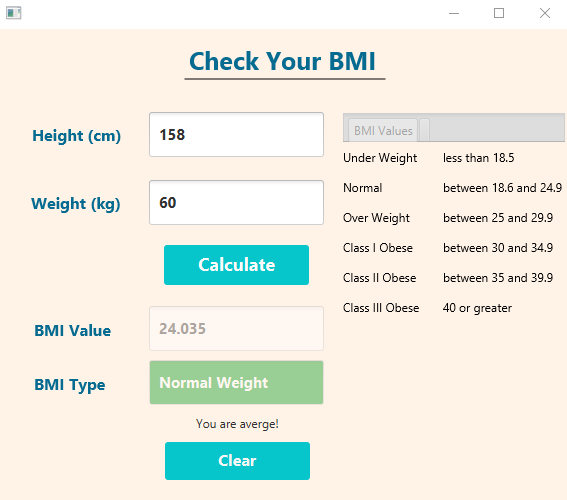 Check Your BMI
Height (cm) 158
Weight (kg) 60
Calculate
BMI Value 24.035
BMI Type Normal Weight
You are averge!
Clear
BMI Values
Under Weight less than 18.5
Normal between 18.6 and 24.9
Over Weight between 25 and 29.9
Class I Obese between 30 and 34.9
Class II Obese between 35 and 39.9
Class III Obese 40 or greater